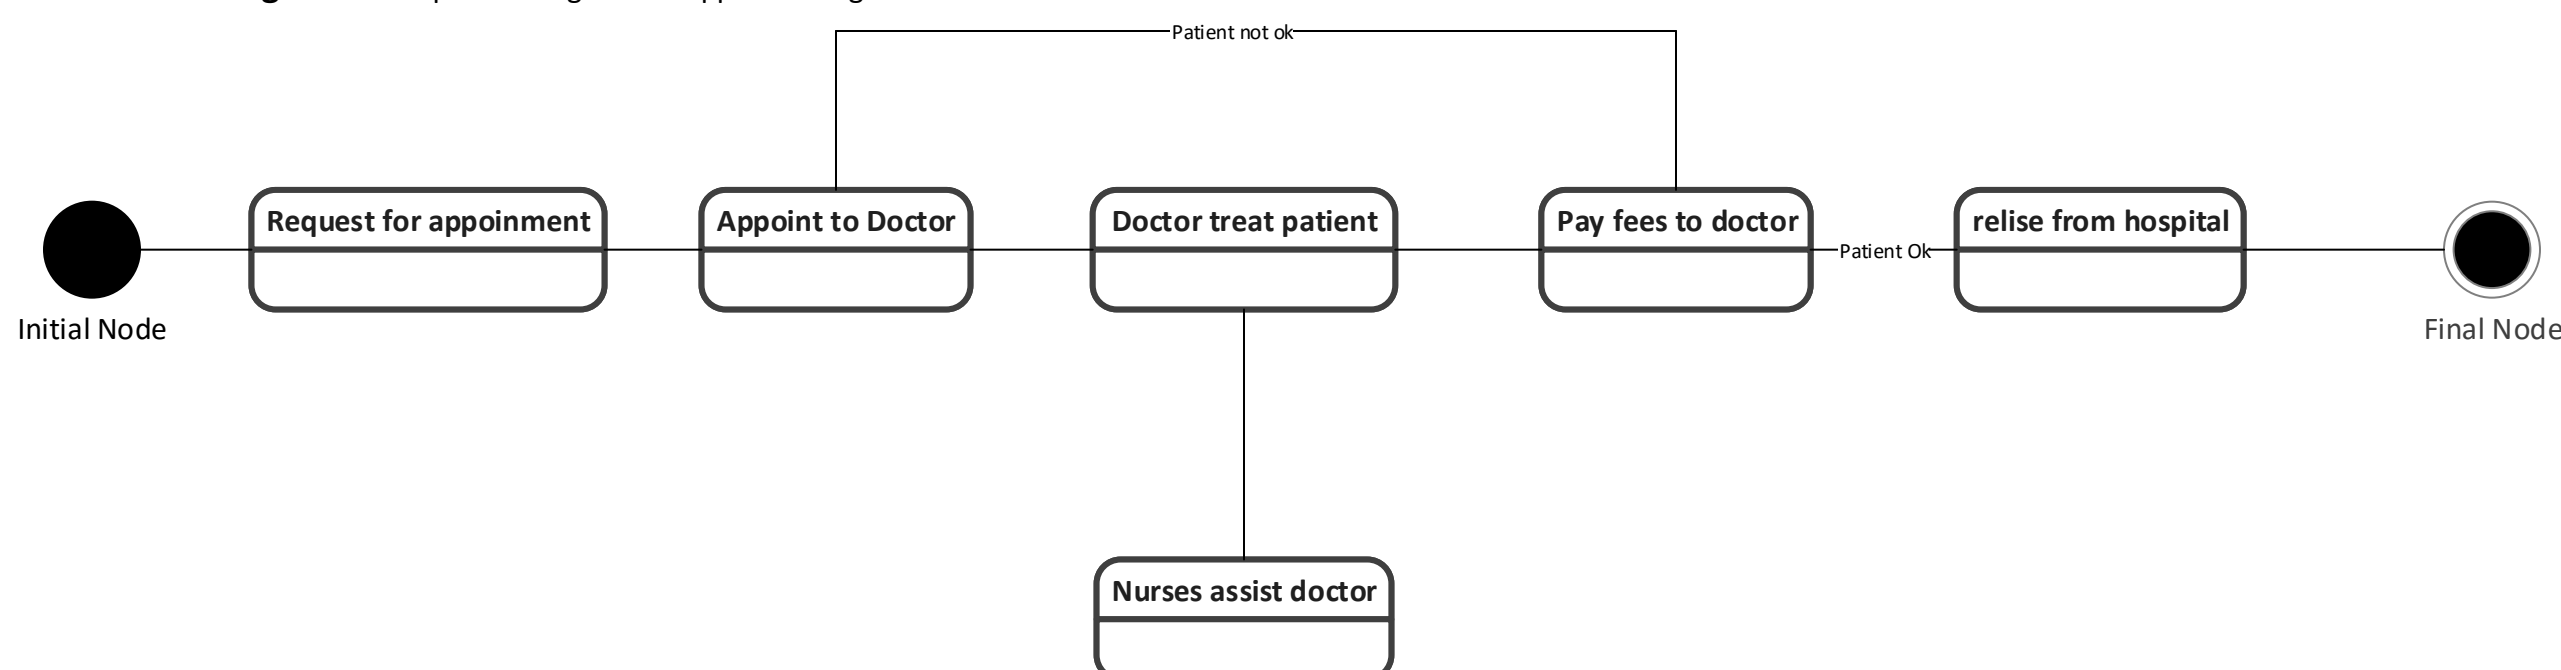 Patient not ok
Request for appoinment
Appoint to Doctor
Doctor treat patient
Pay fees to doctor
relise from hospital
Patient Ok
Initial Node
Final Node
Nurses assist doctor